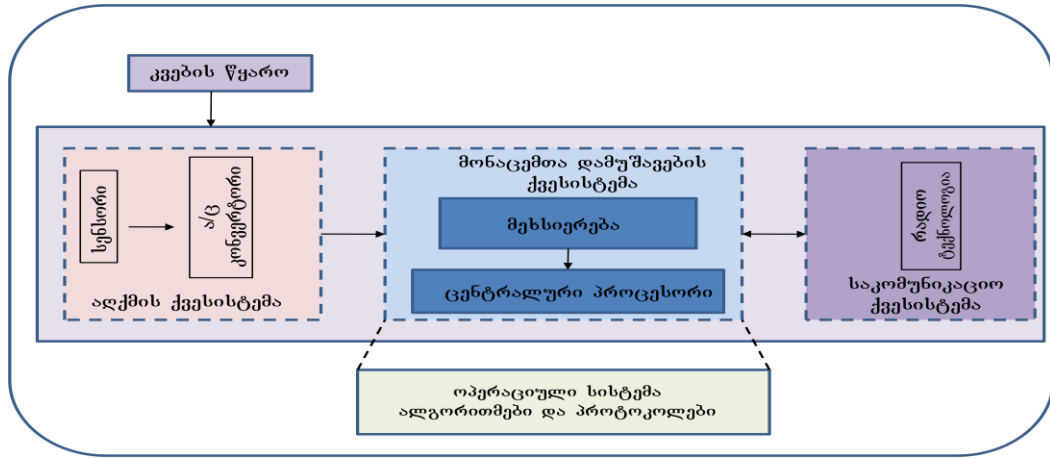 კვების წყარო
სენსორი
ა/ც
კონვერტორი
აღქმის ქვესისტემა
მონაცემთა დამუშავების
ქვესისტემა
მეხსიერება
ცენტრალური პროცესორი
რადიო
ტექნოლოგია
საკომუნიკაციო
ქვესისტემა
ოპერაციული სისტემა
ალგორითმები და პროტოკოლები